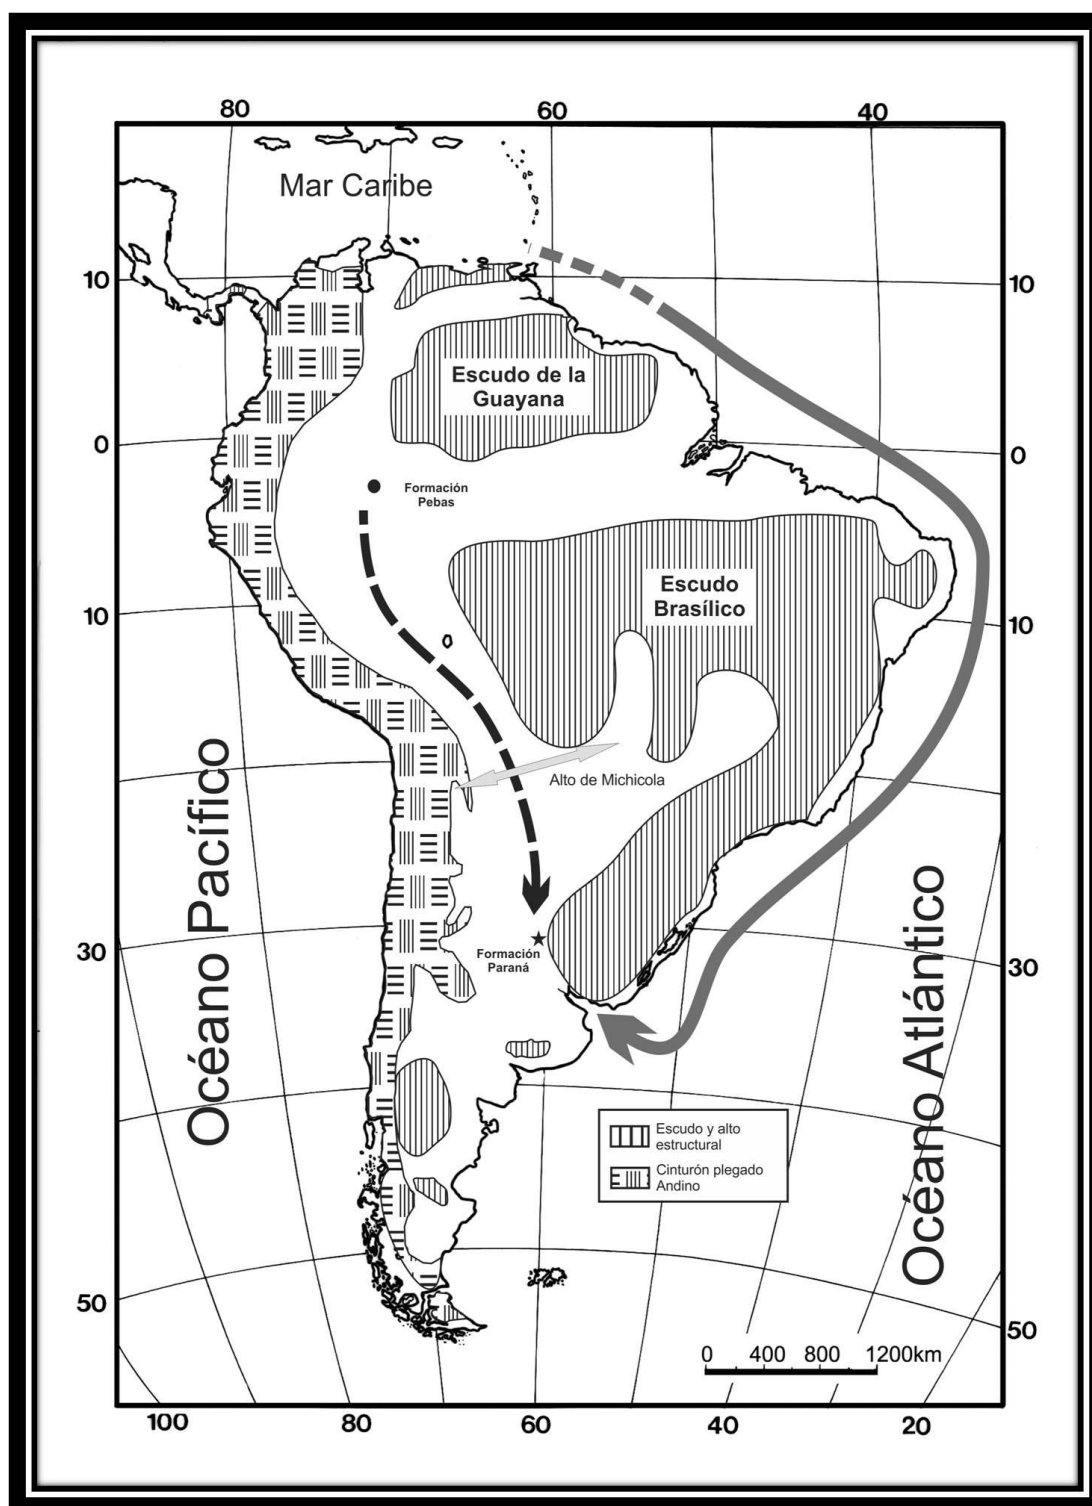 80
60
40
Mar Caribe
10
10
Escudo de la
Guayana
0
0
Formación
Pebas
Escudo
Brasílico
10
10
Alto de Michicola
Océano Pacífico
Océano Atlántico
30
30
Formación
Paraná
Escudo y alto
estructural
Cinturón plegado
Andino
50
50
0
400
800
1200km
100
80
60
40
20